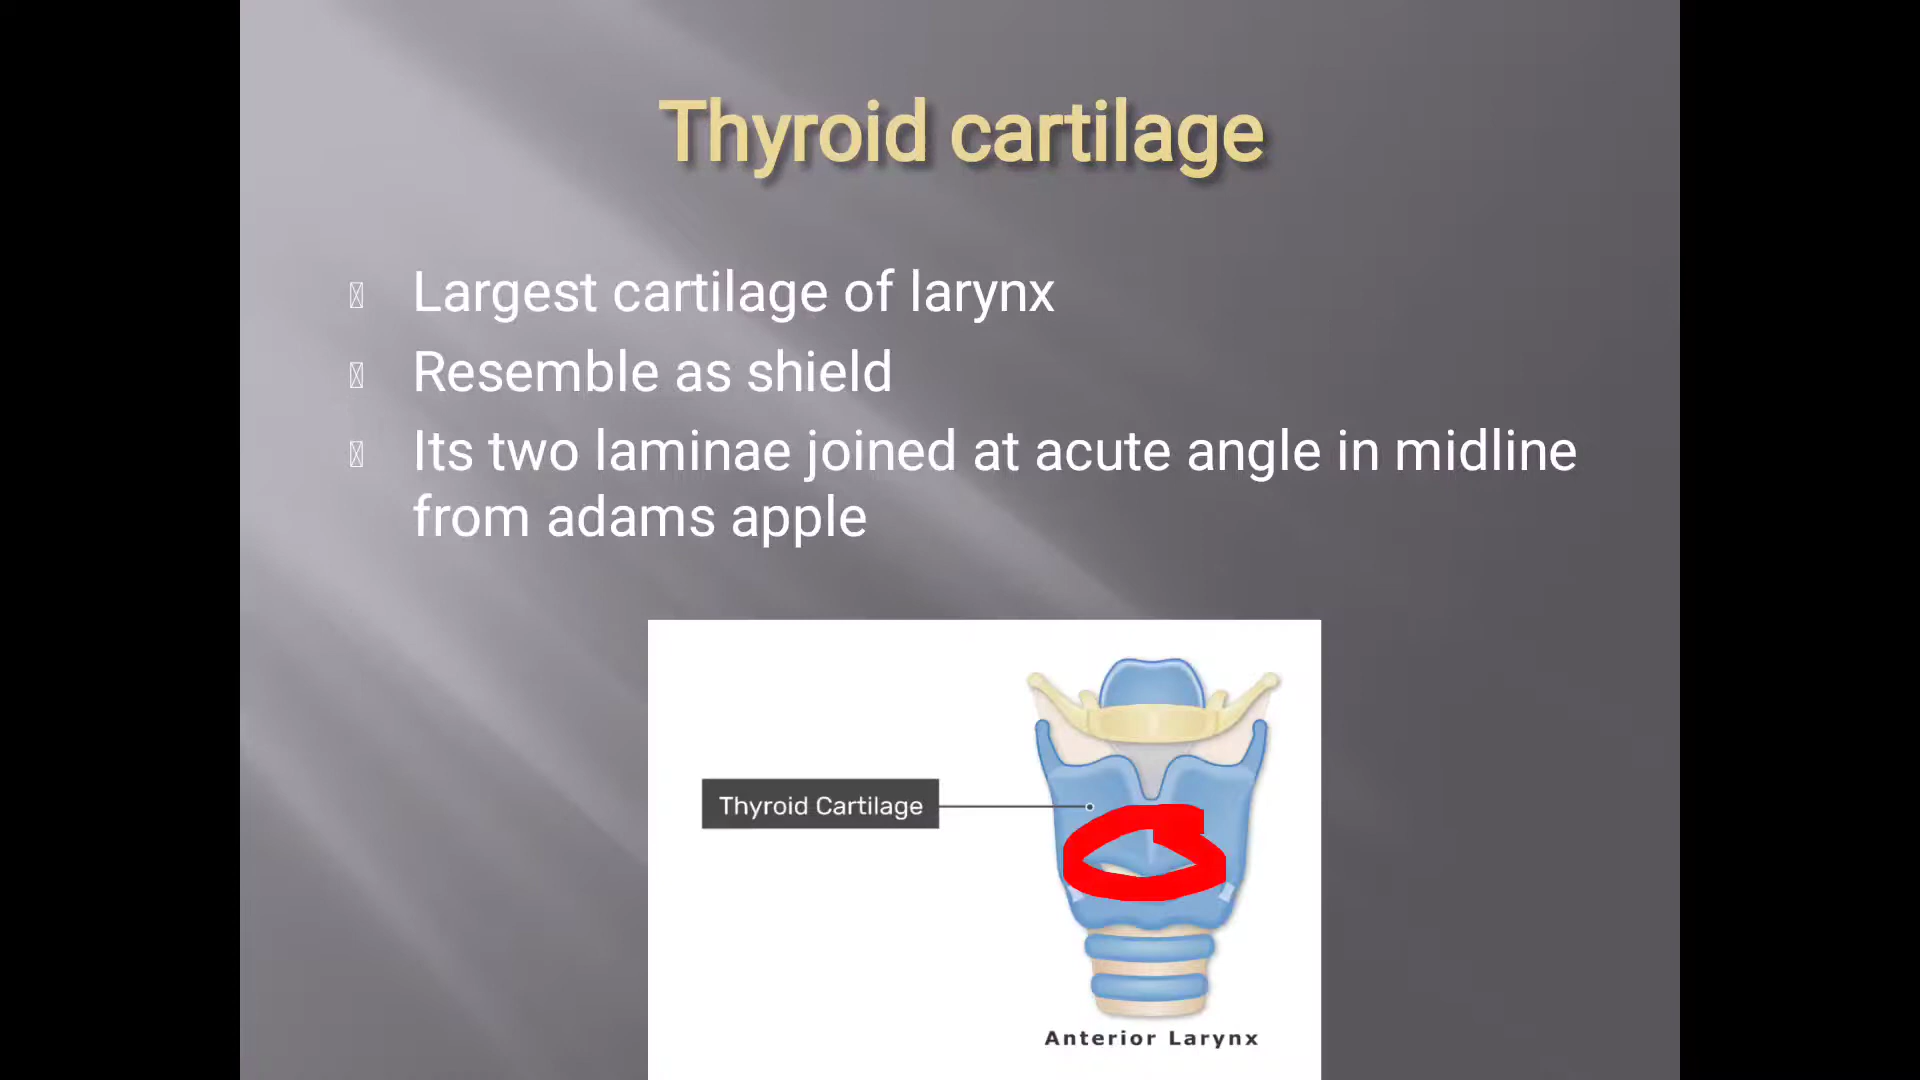 Thyroid cartilage
Largest cartilage of larynx
Resemble as shield
Its two laminae joined at acute angle in midline
from adams apple
Thyroid Cartilage
Anterior Larynx